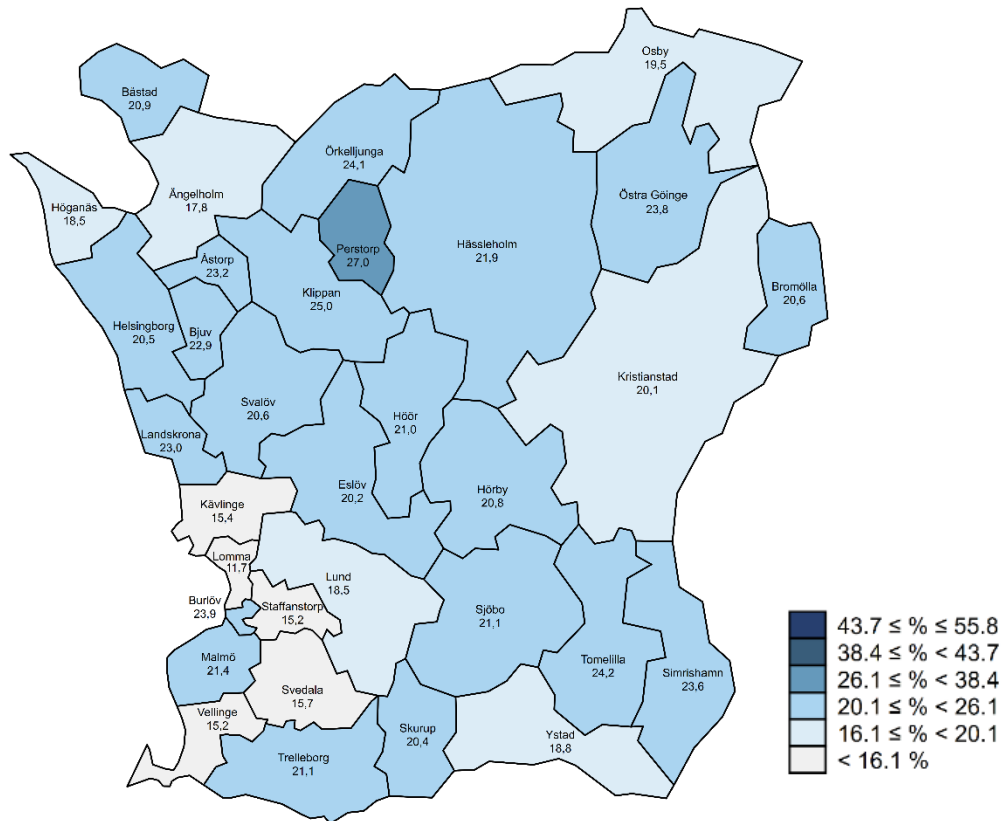 Osby
19,5
Båstad
20,9
Örkelljunga
24,1
Ängelholm
17,8
Östra Göinge
23,8
Höganäs
18,5
Perstorp
27,0
Hässleholm
21,9
Åstorp
23,2
Klippan
25,0
Bromölla
20,6
Helsingborg
20,5
Bjuv
22,9
Kristianstad
20,1
Svalöv
20,6
Höör
21,0
Landskrona
23,0
Eslöv
20,2
Hörby
20,8
Kävlinge
15,4
Lomma
11,7
Lund
18,5
Burlöv
23,9
Staffanstorp
15,2
Sjöbo
21,1
Malmö
21,4
Tomelilla
24,2
Simrishamn
23,6
Svedala
15,7
Vellinge
15,2
Skurup
20,4
Ystad
18,8
Trelleborg
21,1
43.7 ≤ % ≤ 55.8
38.4 ≤ % < 43.7
26.1 ≤ % < 38.4
20.1 ≤ % < 26.1
16.1 ≤ % < 20.1
< 16.1 %